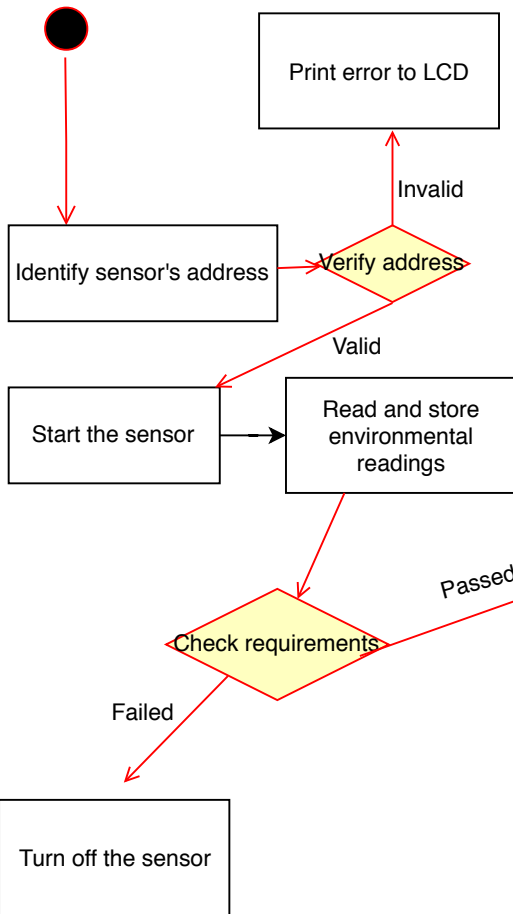 Print error to LCD
Invalid
Identify sensor's address
Verify address
Valid
Start the sensor
Read and store
environmental
readings
Passed
Check requirements
Failed
Turn off the sensor